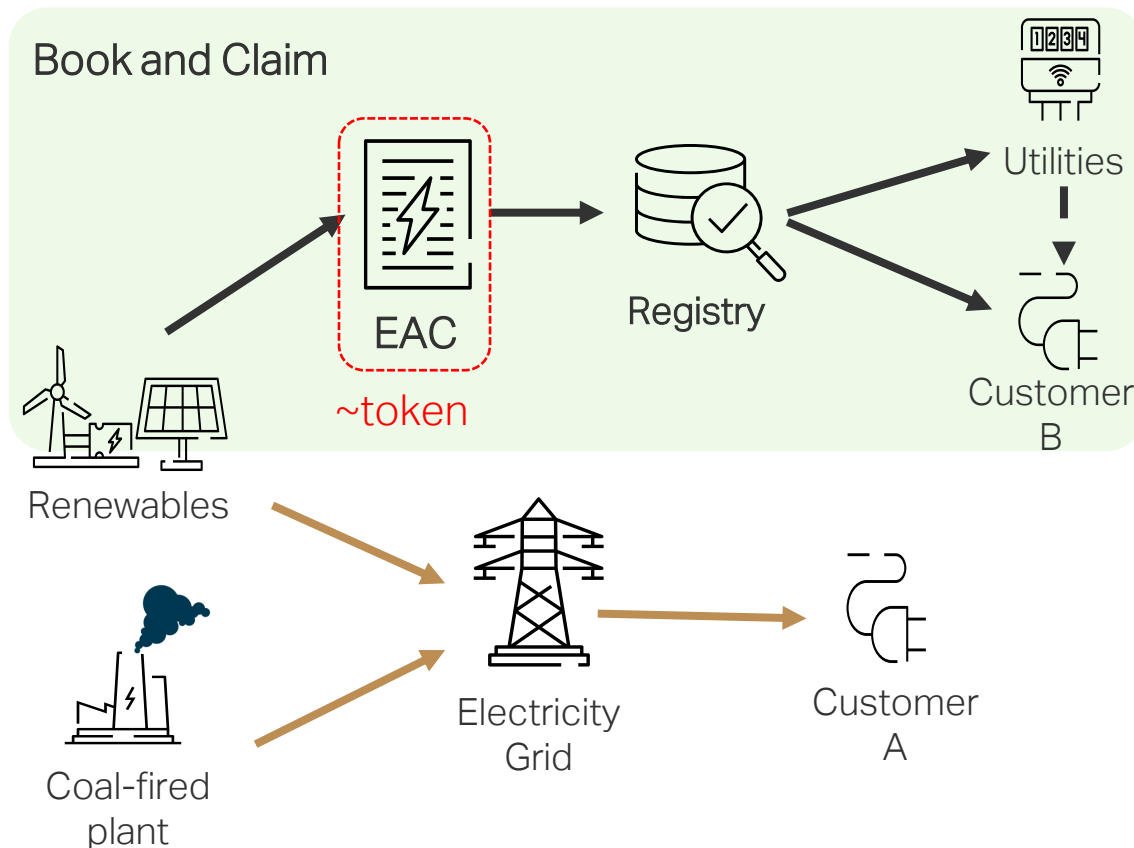 Book and Claim
1234
Utilities
EAC
Registry
~token
Customer
B
Renewables
Electricity
Grid
Customer
A
Coal-fired
plant